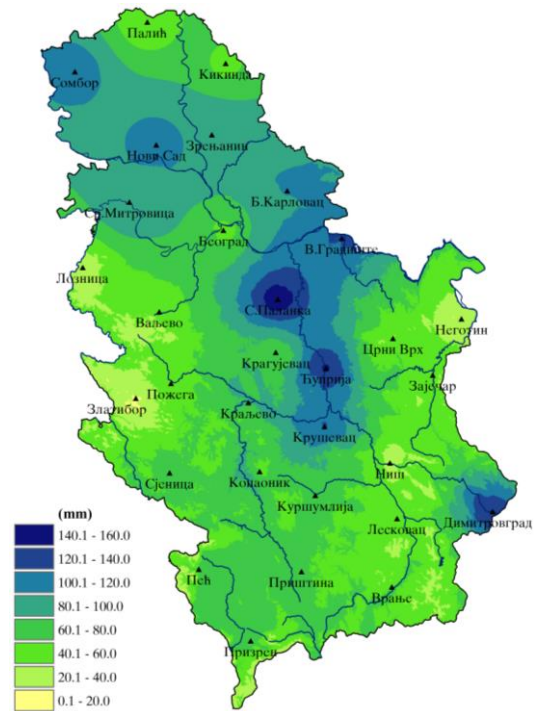 Палић
Кикинда
Сомбор
Зрењанин
Нови Сад
Б.Карловац
Ср.Митровица
Београд
В.Градиште
Лозница
С.Паланка
Ваљево
Неготин
Црни Врх
Крагујевац
Ћуприја
Зајечар
Пожега
Златибор
Краљево
Крушевац
Ниш
Сјеница
Копаоник
Куршумлија
Димитровград
Лесковац
Пећ
Приштина
Врање
Призрен
(mm)
140.1 - 160.0
120.1 - 140.0
100.1 - 120.0
80.1 - 100.0
60.1 - 80.0
40.1 - 60.0
20.1 - 40.0
0.1 - 20.0